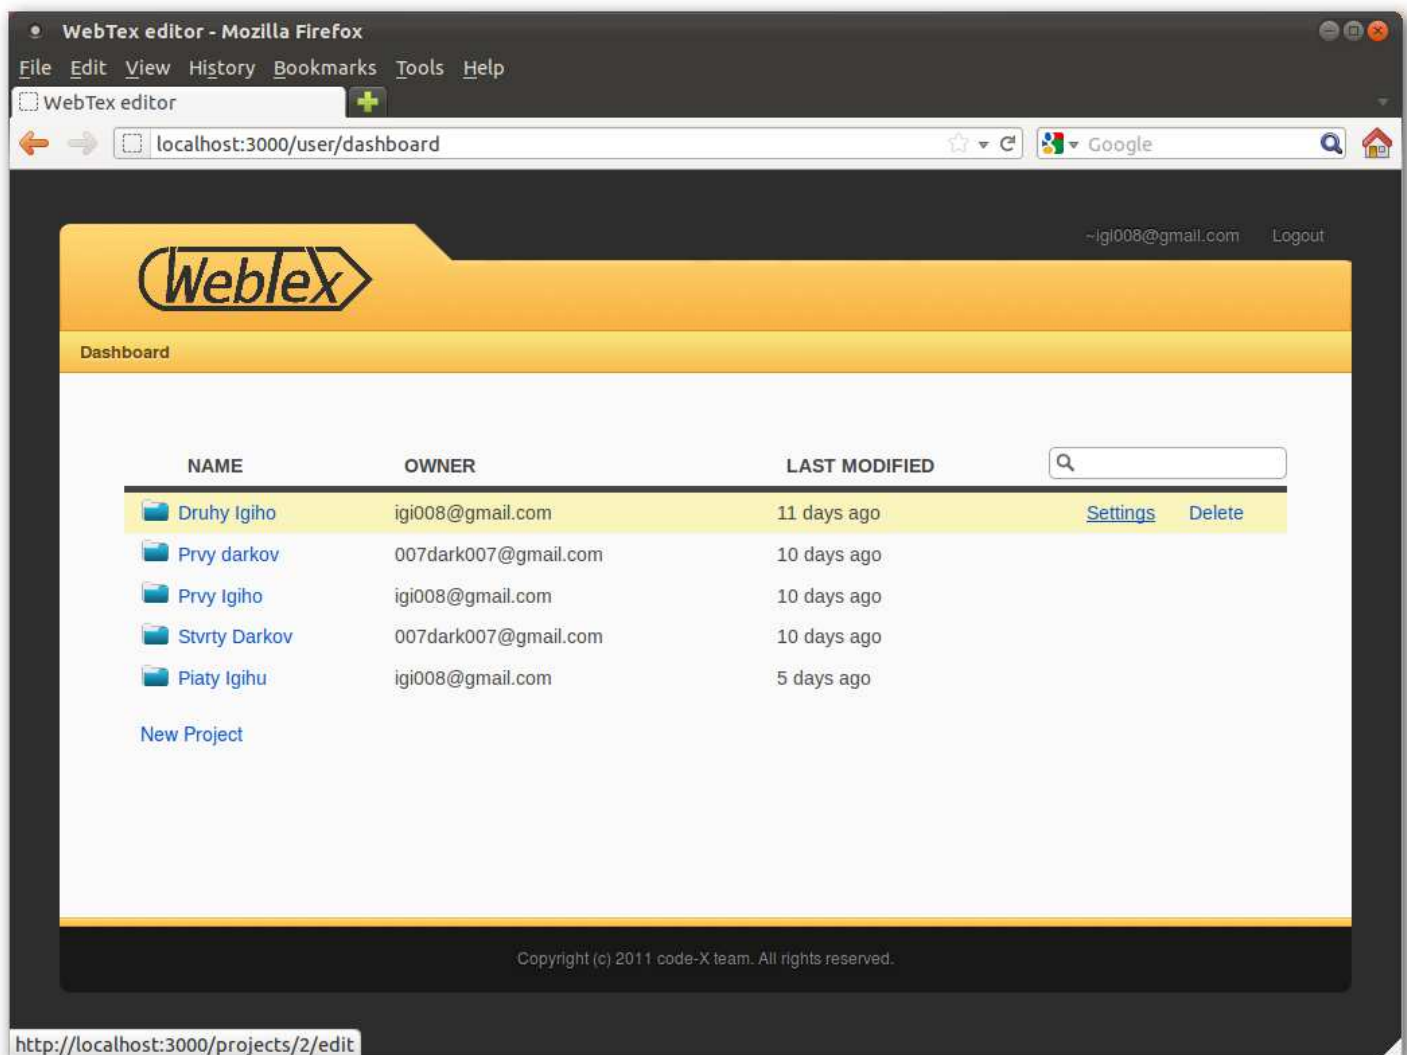 WebTex editor - Mozilla Firefox
File Edit View History Bookmarks Tools Help
WebTex editor
localhost:3000/user/dashboard Google
~igi008@gmail.com Logout
WebTeX
Dashboard
NAME OWNER LAST MODIFIED
Druhy Igiho igi008@gmail.com 11 days ago Settings Delete
Prvy darkov 007dark007@gmail.com 10 days ago
Prvy Igiho igi008@gmail.com 10 days ago
Stvrty Darkov 007dark007@gmail.com 10 days ago
Piaty Igihu igi008@gmail.com 5 days ago
New Project
Copyright (c) 2011 code-X team. All rights reserved.
http://localhost:3000/projects/2/edit